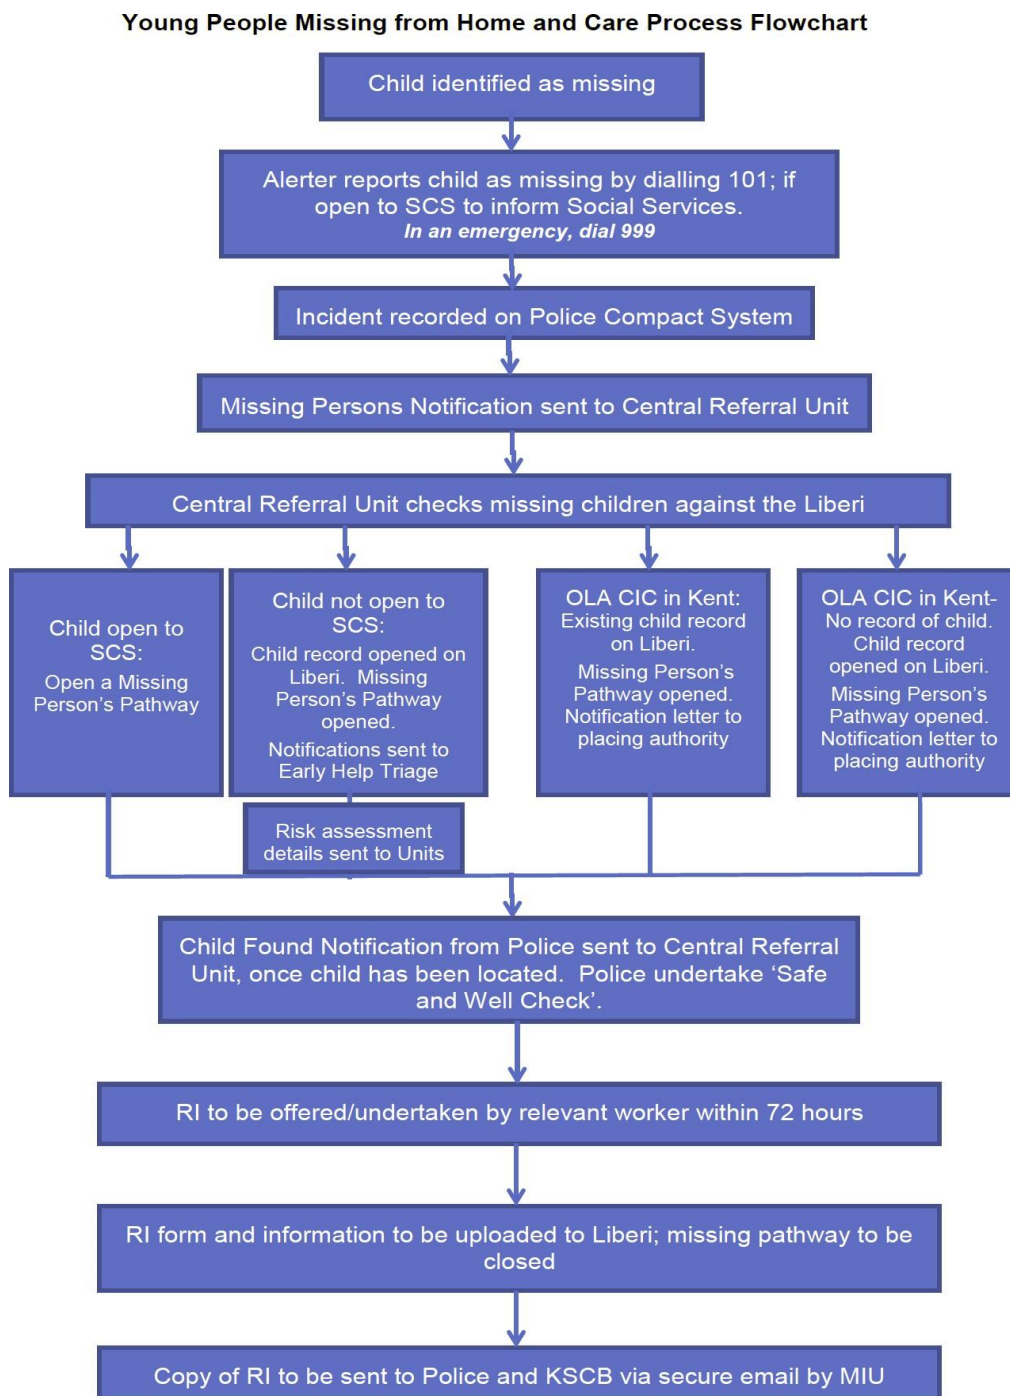 Young People Missing from Home and Care Process Flowchart
Child identified as missing
Alerter reports child as missing by dialling 101; if
open to SCS to inform Social Services.
In an emergency, dial 999
Incident recorded on Police Compact System
Missing Persons Notification sent to Central Referral Unit
Central Referral Unit checks missing children against the Liberi
Child open to
SCS:
Open a Missing
Person's Pathway
Child not open to
SCS:
Child record opened on
Liberi. Missing
Person's Pathway
opened.
Notifications sent to
Early Help Triage
Risk assessment
details sent to Units
OLA CIC in Kent:
Existing child record
on Liberi.
Missing Person's
Pathway opened.
Notification letter to
placing authority
OLA CIC in Kent-
No record of child.
Child record
opened on Liberi.
Missing Person's
Pathway opened.
Notification letter to
placing authority
Child Found Notification from Police sent to Central Referral
Unit, once child has been located. Police undertake 'Safe
and Well Check'.
RI to be offered/undertaken by relevant worker within 72 hours
RI form and information to be uploaded to Liberi; missing pathway to be
closed
Copy of RI to be sent to Police and KSCB via secure email by MIU